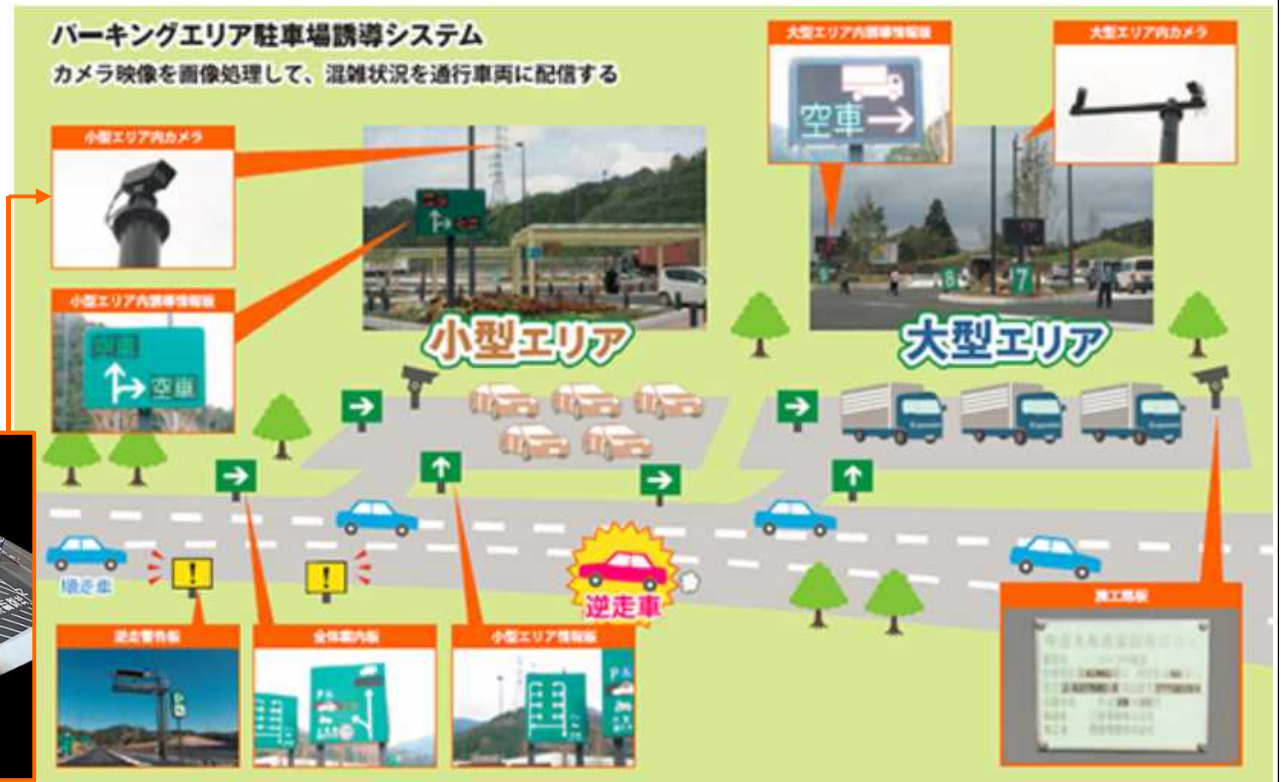 パーキングエリア駐車場誘導システム
カメラ映像を画像処理して、混雑状況を通行車両に配信する
小型エリア内カメラ
小型エリア内誘導情報板
空車
大型エリア内誘導情報板
空車→
大型エリア内カメラ
8
7
小型エリア
大型エリア
→
→
→
↑
→
↑
順走車
!
!
逆走車
逆走警告板
全体案内板
PA
小型エリア情報板
PA
施工銘板